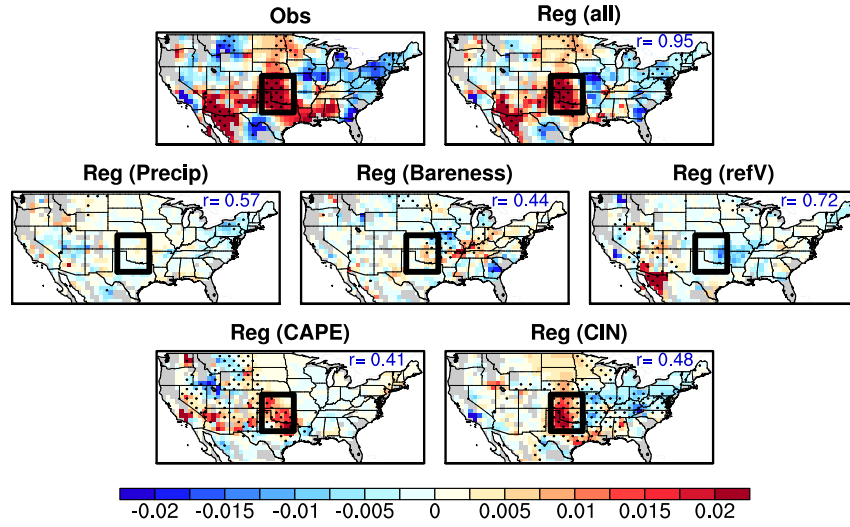 Obs
Reg (all)
r= 0.95
Reg (Precip)
Reg (Bareness)
Reg (refV)
r= 0.57
r= 0.44
r= 0.72
Reg (CAPE)
Reg (CIN)
r= 0.41
r= 0.48
-0.02 -0.015 -0.01 -0.005 0 0.005 0.01 0.015 0.02